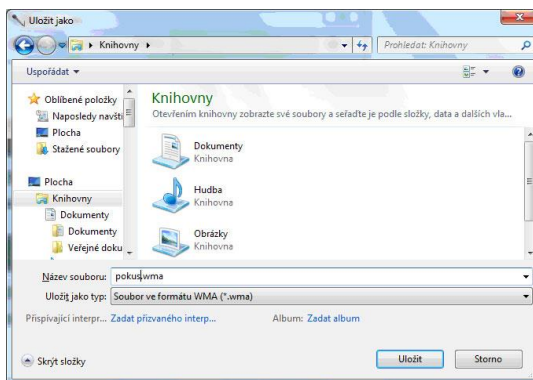 Uložit jako
Knihovny
Prohledat: Knihovny
Uspořádat
Oblíbené položky
Naposledy navšti
Plocha
Stažené soubory
Plocha
Knihovny
Dokumenty
Dokumenty
Veřejné doku
Knihovny
Otevřením knihovny zobrazte své soubory a seřaďte je podle složky, data a dalších vla...
Dokumenty
Knihovna
Hudba
Knihovna
Obrázky
Knihovna
Název souboru: pokus.wma
Uložit jako typ: Soubor ve formátu WMA (*.wma)
Přispívající interpr... Zadat přizvaného interp... Album: Zadat album
Skrýt složky
Uložit Storno